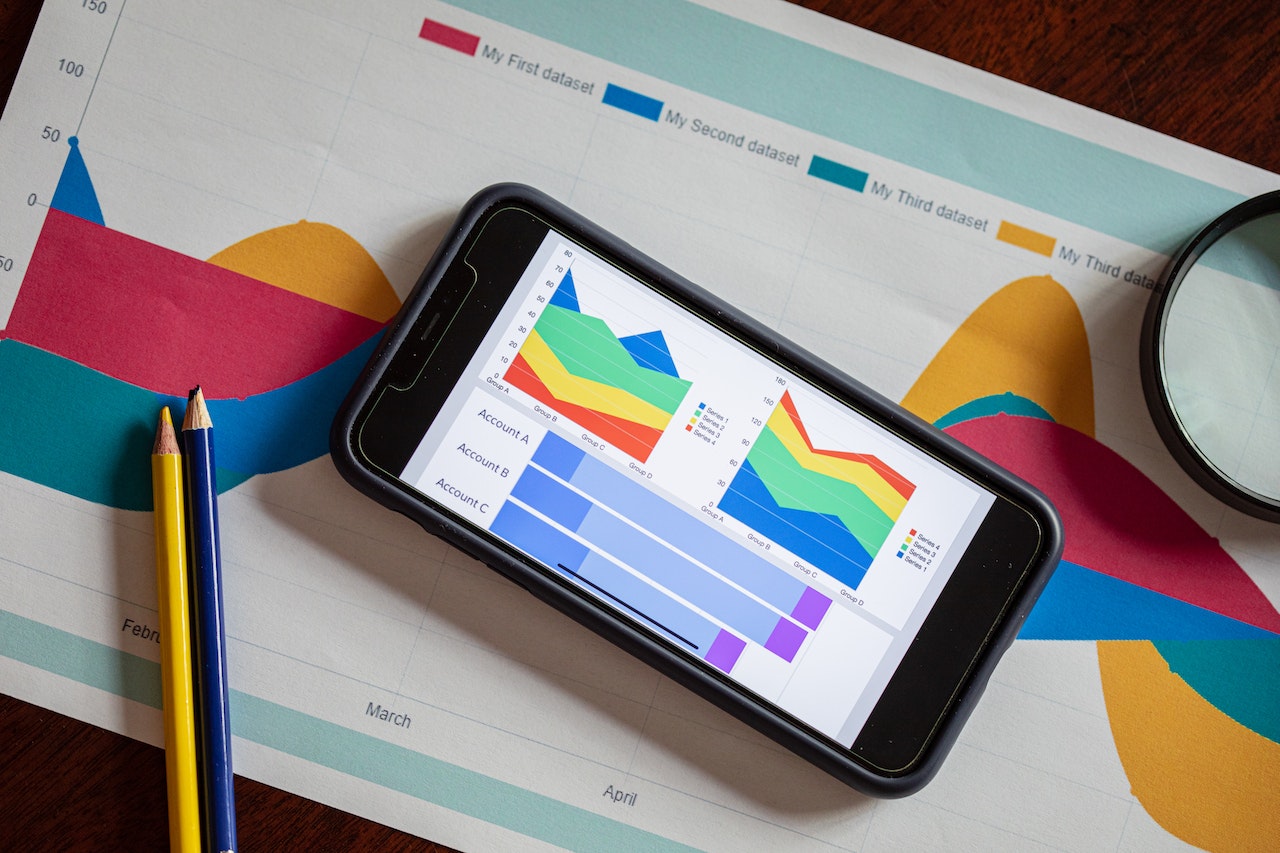 150
100
50
0
50
My First dataset
My Second dataset
My Third dataset
My Third datas
Febru
March
April
80
70
60
50
40
30
20
10
0
Group A
Group B
Group C
Group D
Series 1
Series 2
Series 3
Series 4
180
150
120
90
60
30
0
Group A
Group B
Group C
Group D
Series 4
Series 3
Series 2
Series 1
Account A
Account B
Account C